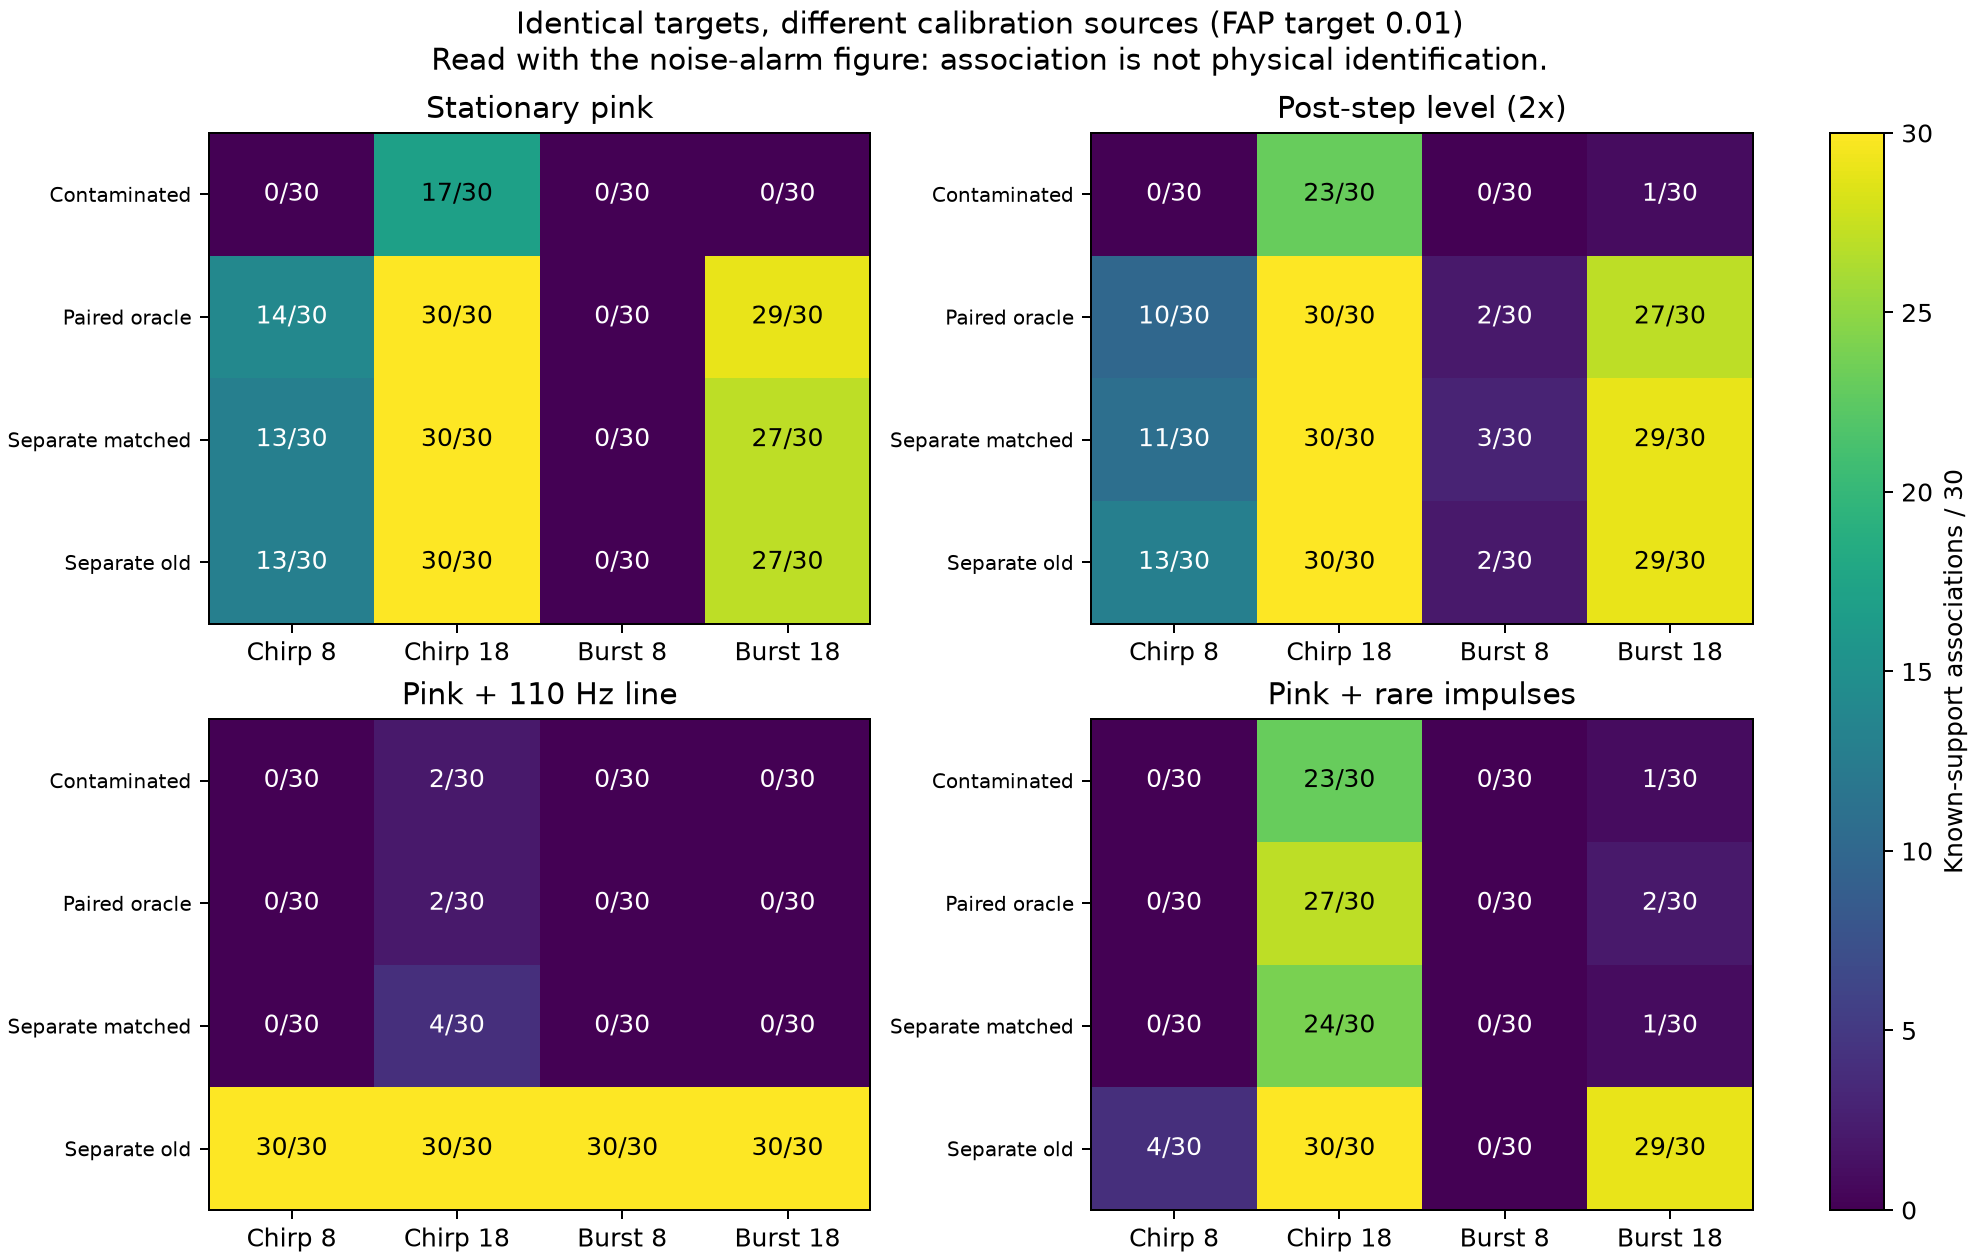 Identical targets, different calibration sources (FAP target 0.01)
Read with the noise-alarm figure: association is not physical identification.
Stationary pink
Contaminated 0/30 17/30 0/30 0/30
Paired oracle 14/30 30/30 0/30 29/30
Separate matched 13/30 30/30 0/30 27/30
Separate old 13/30 30/30 0/30 27/30
Chirp 8 Chirp 18 Burst 8 Burst 18
Post-step level (2x)
Contaminated 0/30 23/30 0/30 1/30
Paired oracle 10/30 30/30 2/30 27/30
Separate matched 11/30 30/30 3/30 29/30
Separate old 13/30 30/30 2/30 29/30
Chirp 8 Chirp 18 Burst 8 Burst 18
Pink + 110 Hz line
Contaminated 0/30 2/30 0/30 0/30
Paired oracle 0/30 2/30 0/30 0/30
Separate matched 0/30 4/30 0/30 0/30
Separate old 30/30 30/30 30/30 30/30
Chirp 8 Chirp 18 Burst 8 Burst 18
Pink + rare impulses
Contaminated 0/30 23/30 0/30 1/30
Paired oracle 0/30 27/30 0/30 2/30
Separate matched 0/30 24/30 0/30 1/30
Separate old 4/30 30/30 0/30 29/30
Chirp 8 Chirp 18 Burst 8 Burst 18
30
25
20
15
10
5
0
Known-support associations / 30